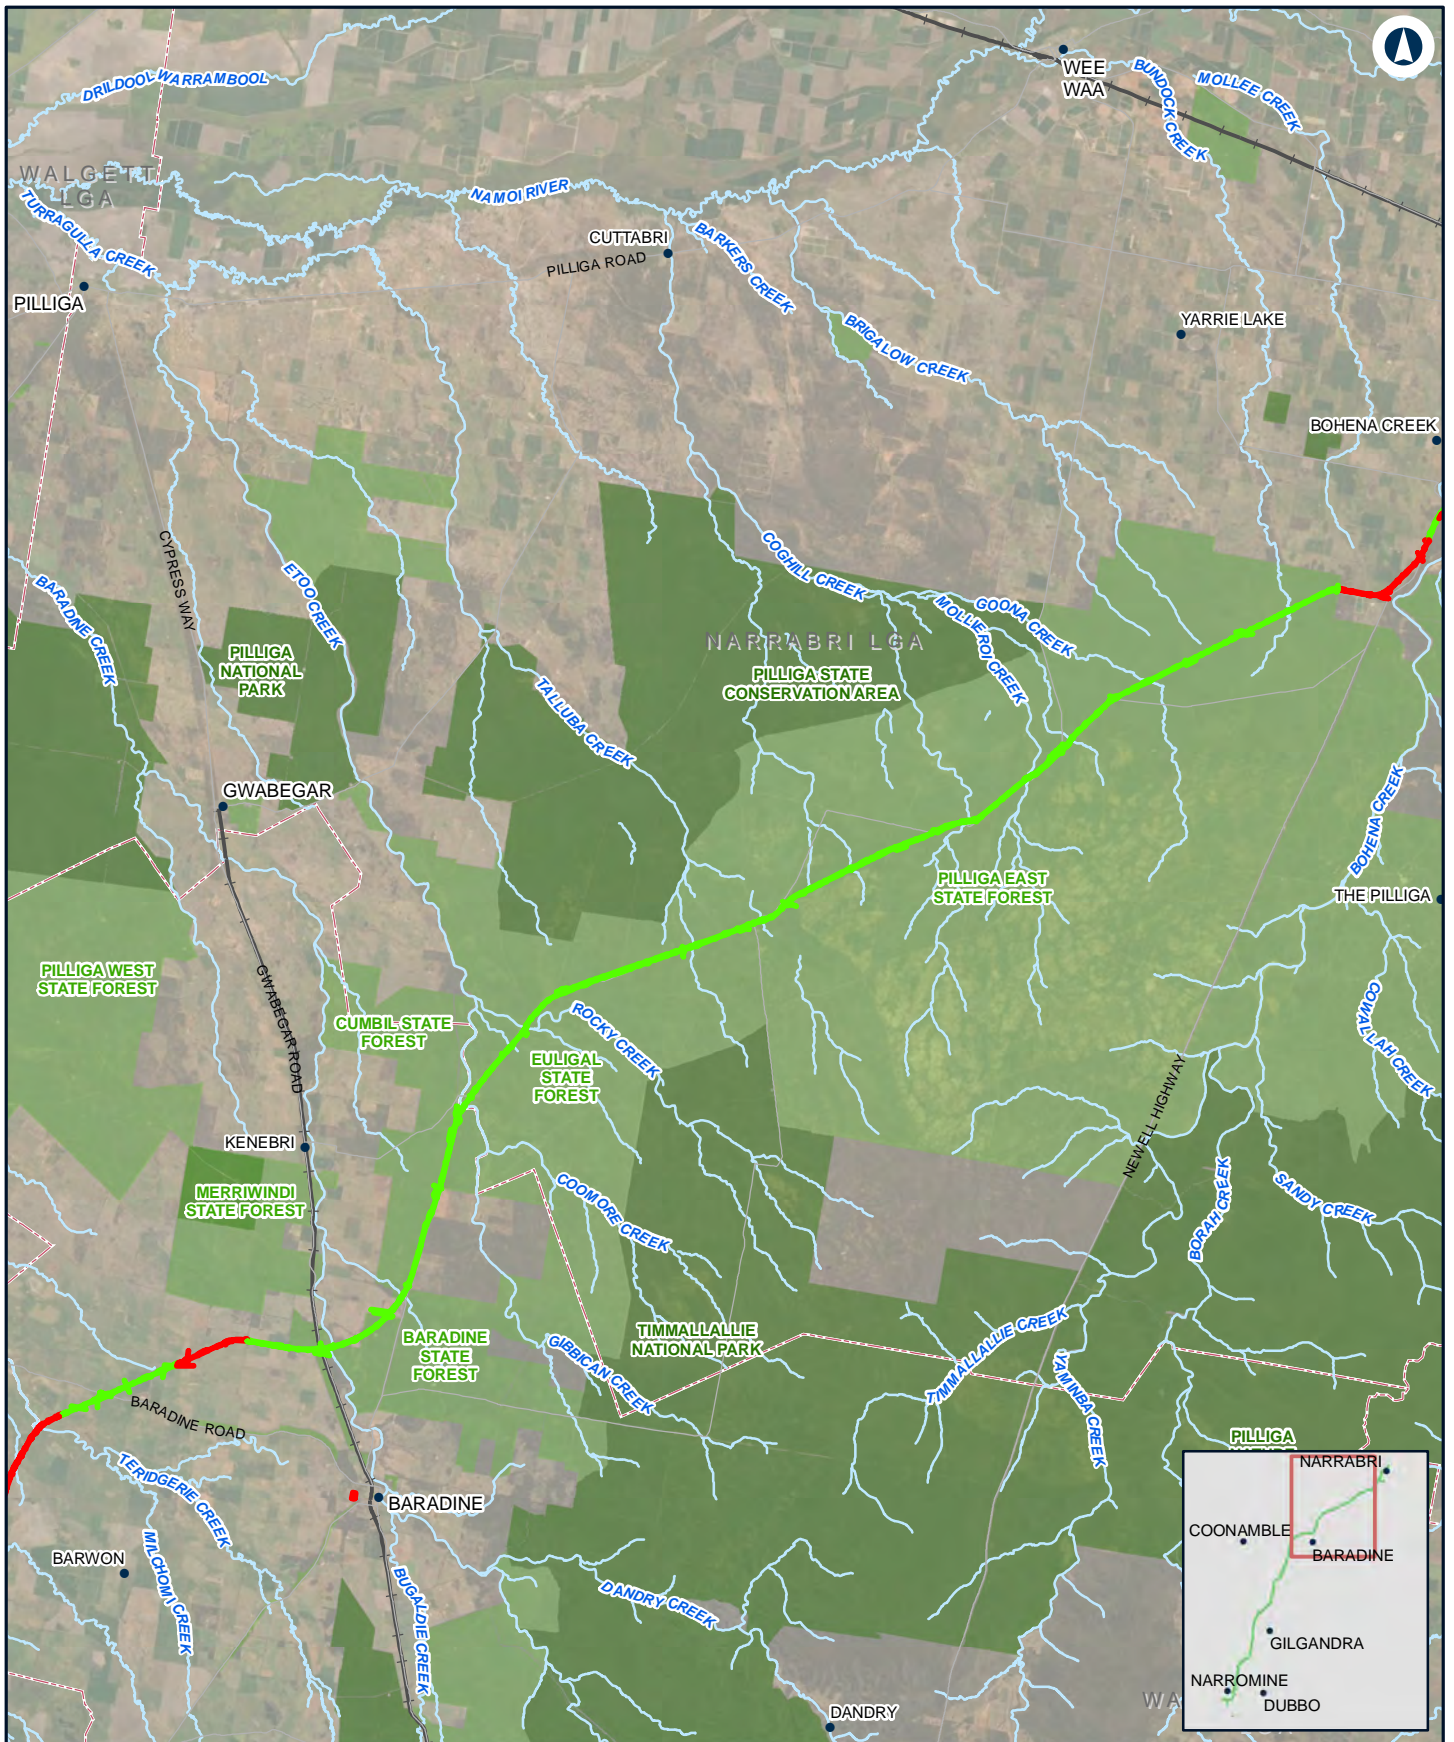 WEE
WAA
BUNDOCK CREEK
MOLLEE CREEK
DRILDOOL WARRAMBOOL
WALGETT
LGA
NAMOI RIVER
TURRAGULLA CREEK
CUTTABRI
PILLIGA ROAD
BARKERS CREEK
PILLIGA
YARRIE LAKE
BRIGALOW CREEK
BOHENA CREEK
CYPRESS WAY
ETOO CREEK
BARADINE CREEK
COGHILL CREEK
GOONA CREEK
MOLLIEROI CREEK
NARRABRI LGA
PILLIGA
NATIONAL
PARK
PILLIGA STATE
CONSERVATION AREA
TALLUBA CREEK
GWABEGAR
BOHENA CREEK
PILLIGA EAST
STATE FOREST
THE PILLIGA
PILLIGA WEST
STATE FOREST
GWABEGAR ROAD
CUMBIL STATE
FOREST
ROCKY CREEK
COWALLAH CREEK
EULIGAL
STATE
FOREST
NEWELL HIGHWAY
KENEBRI
MERRIWINDI
STATE FOREST
COOMORE CREEK
BORAH CREEK
SANDY CREEK
BARADINE
STATE
FOREST
GIBBICAN CREEK
TIMMALLALLIE
NATIONAL PARK
TIMMALLALLIE CREEK
YAMINBA CREEK
BARADINE ROAD
PILLIGA
TERIDGERIE CREEK
BARADINE
BARWON
MILCHOMI CREEK
BUGALDIE CREEK
DANDRY CREEK
DANDRY
WA
NARRABRI
COONAMBLE
BARADINE
GILGANDRA
NARROMINE
DUBBO